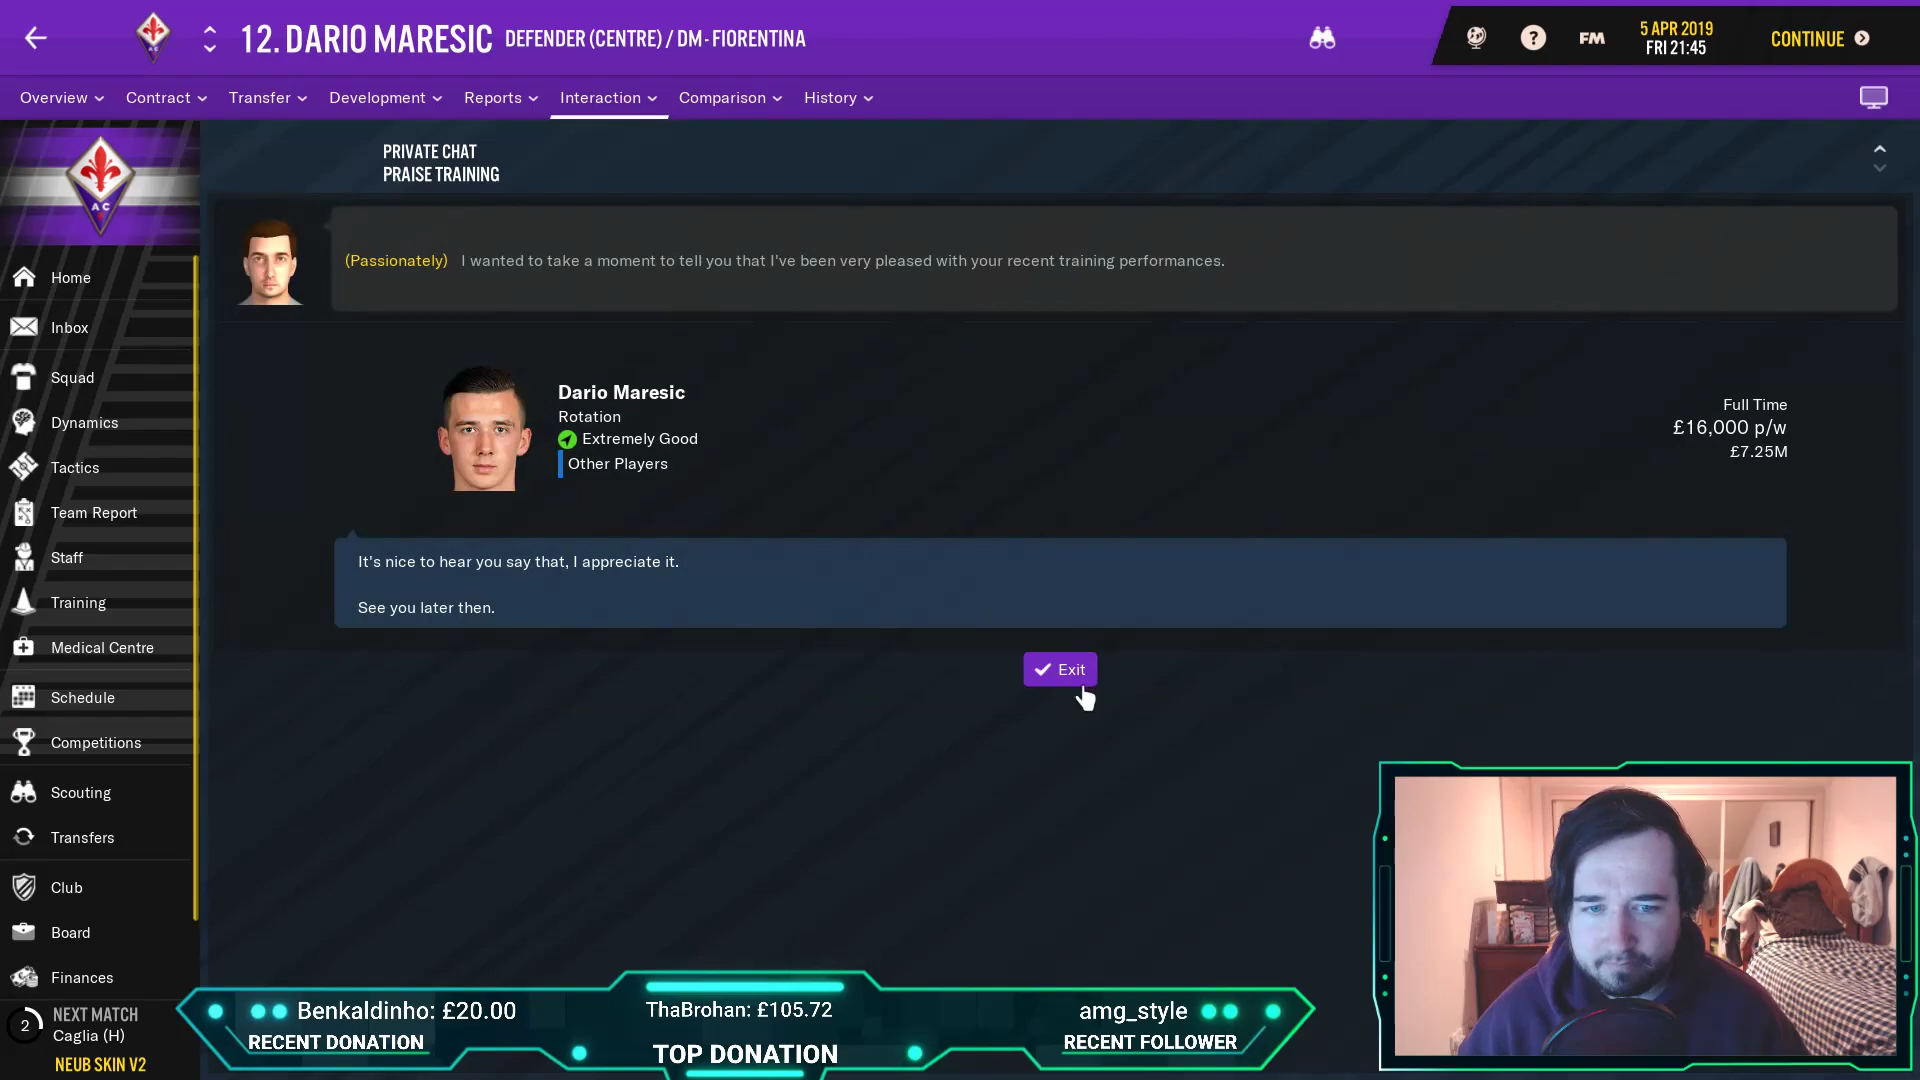 12. DARIO MARESIC DEFENDER (CENTRE) / DM - FIORENTINA
FM
5 APR 2019
FRI 21:45
CONTINUE
Overview
Contract
Transfer
Development
Reports
Interaction
Comparison
History
PRIVATE CHAT
PRAISE TRAINING
AC
Home
Inbox
Squad
Dynamics
Tactics
Team Report
Staff
Training
Medical Centre
Schedule
Competitions
Scouting
Transfers
Club
Board
Finances
2
NEXT MATCH
Caglia (H)
NEUB SKIN V2
(Passionately) I wanted to take a moment to tell you that I've been very pleased with your recent training performances.
Dario Maresic
Rotation
Extremely Good
Other Players
Full Time
£16,000 p/w
£7.25M
It's nice to hear you say that, I appreciate it.
See you later then.
Exit
Benkaldinho: £20.00
RECENT DONATION
ThaBrohan: £105.72
TOP DONATION
amg_style
RECENT FOLLOWER